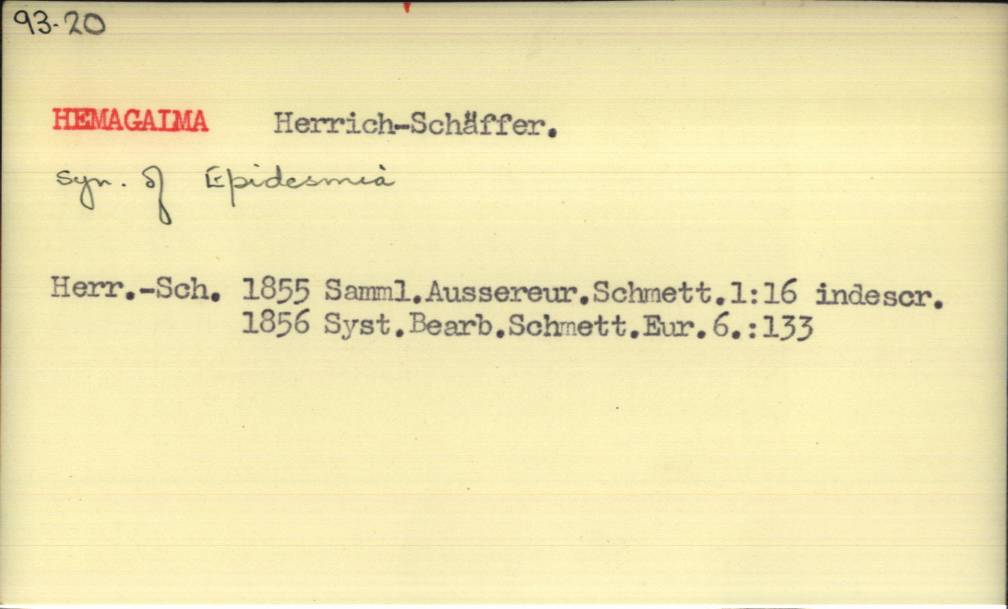 93-20
HEMAGALMA Herrich-Schäffer.
Syn. of Epidesmia
Herr.-Sch. 1855 Samml.Aussereur.Schmett.1:16 indescr.
1856 Syst.Bearb.Schmett.Eur.6.:133